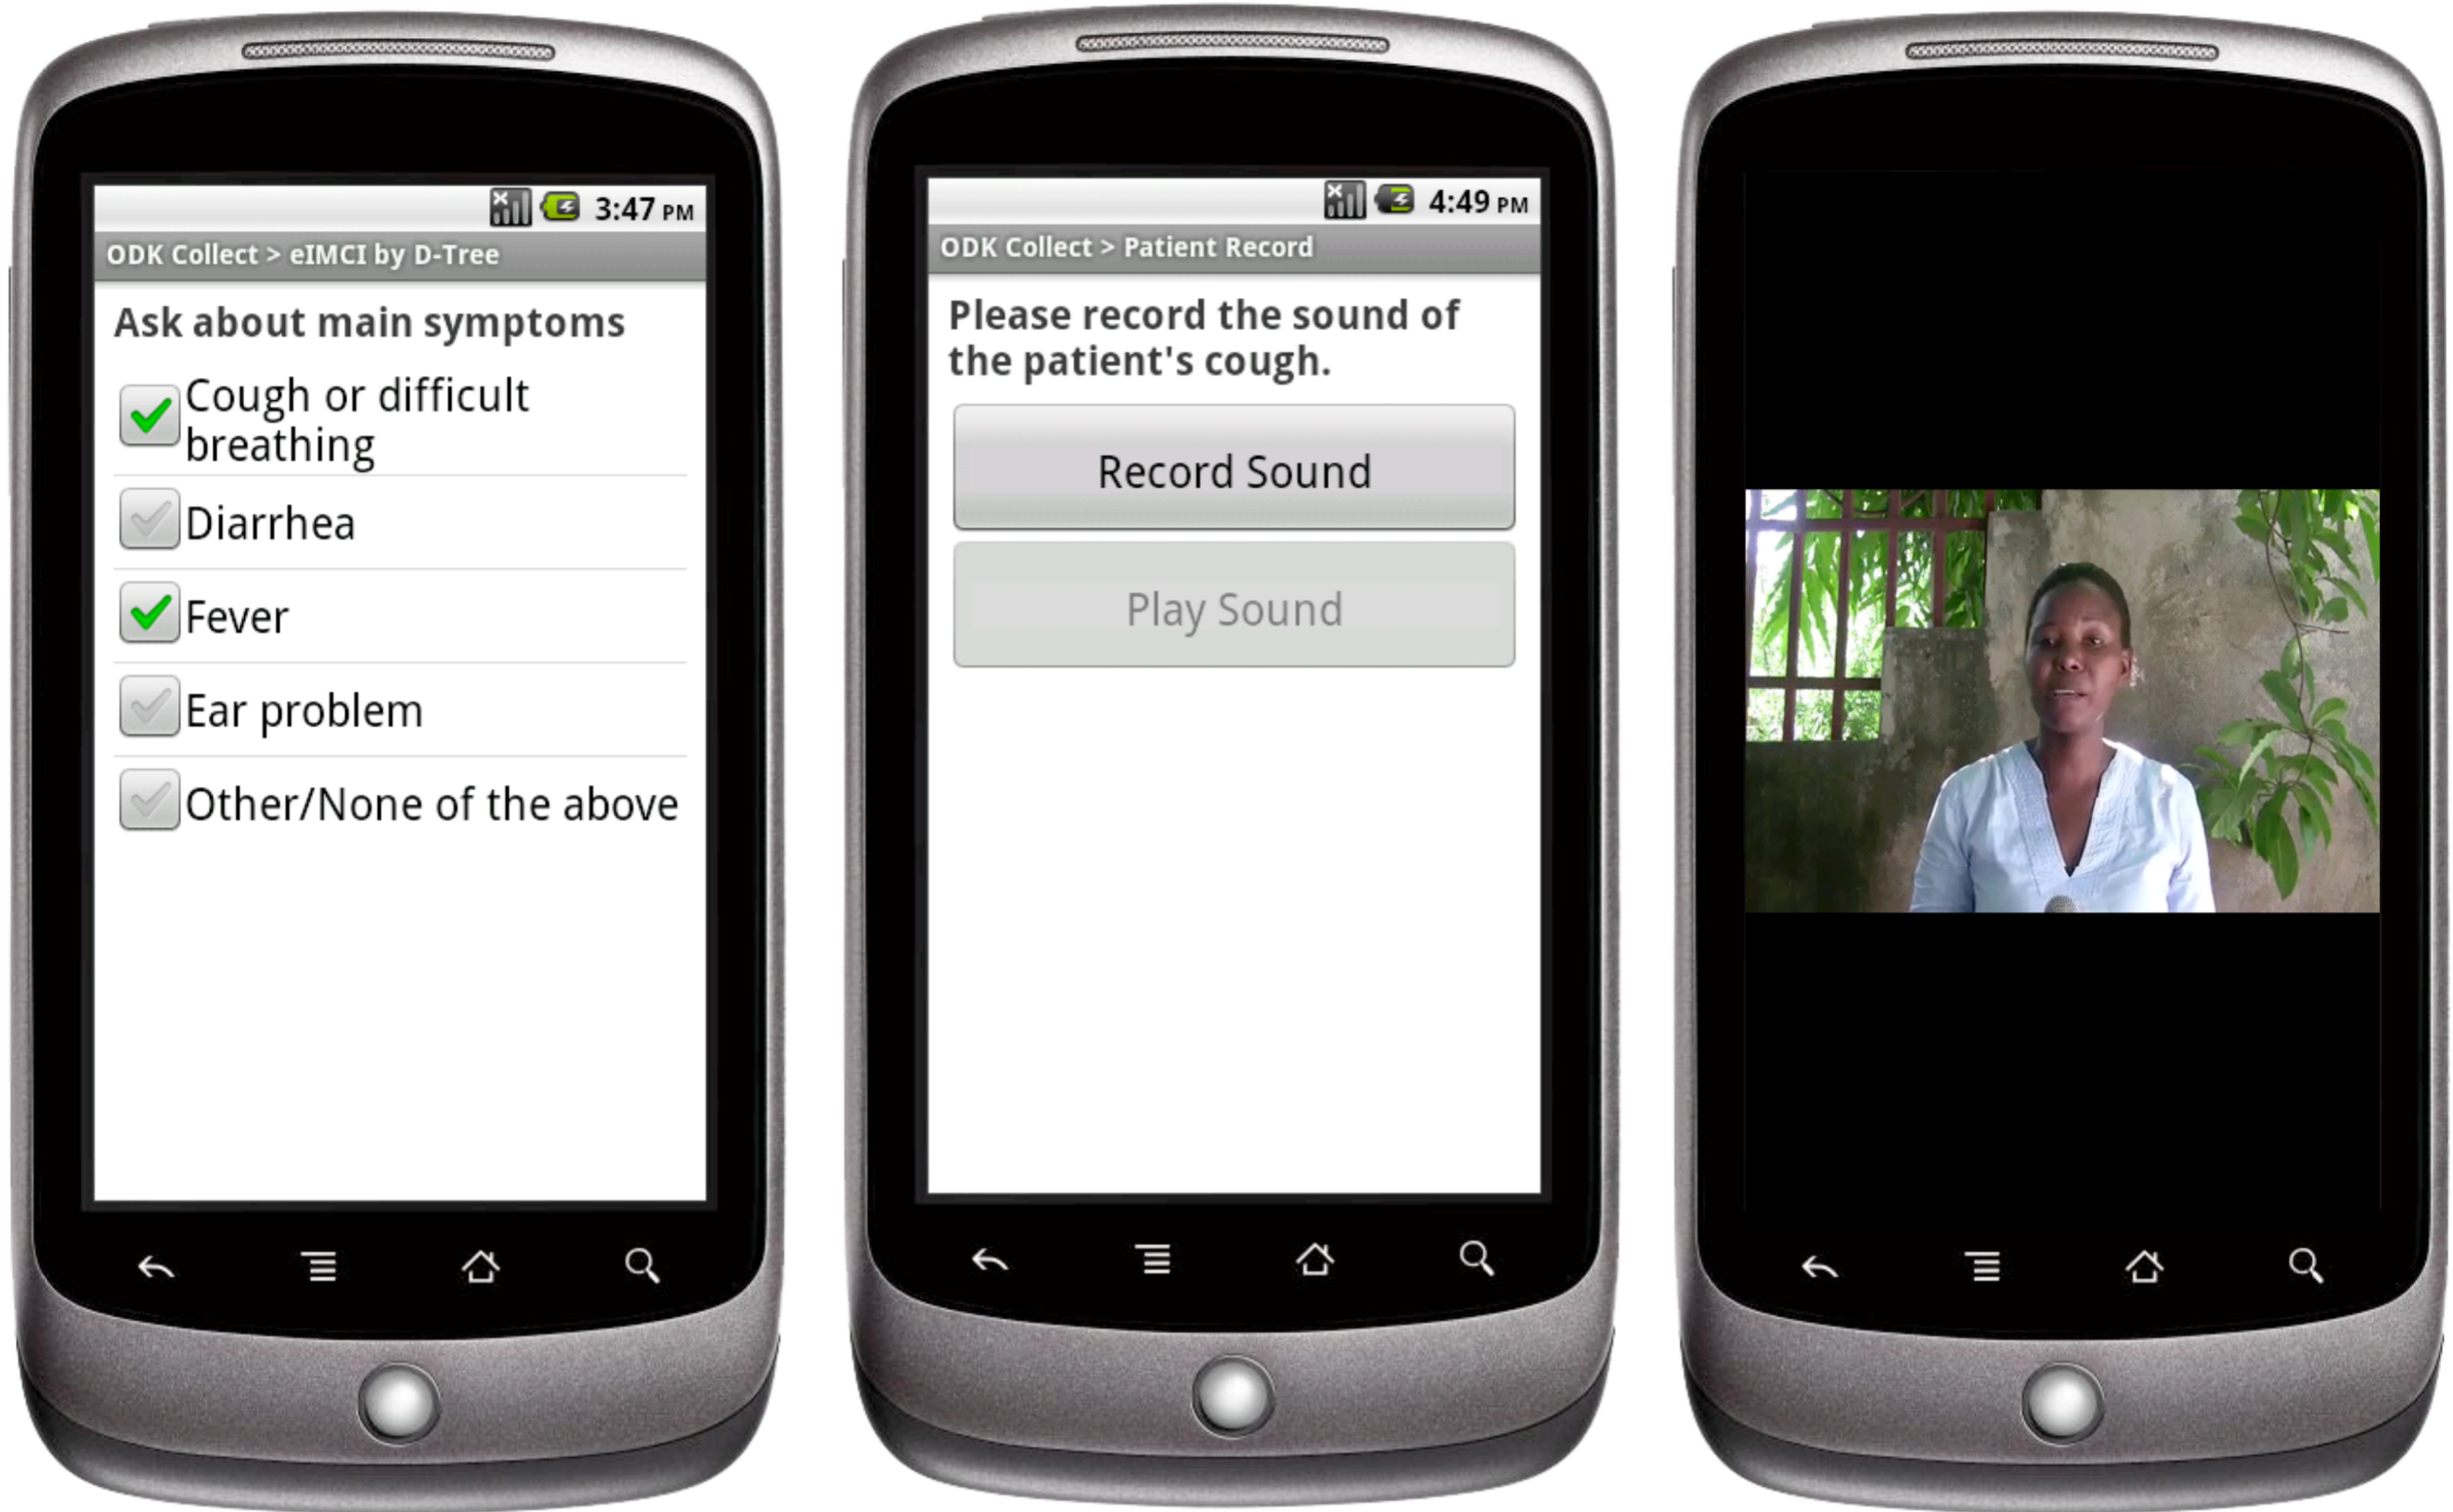 3:47 PM
ODK Collect > eIMCI by D-Tree
Ask about main symptoms
Cough or difficult
breathing
Diarrhea
Fever
Ear problem
Other/None of the above
4:49 PM
ODK Collect > Patient Record
Please record the sound of
the patient's cough.
Record Sound
Play Sound